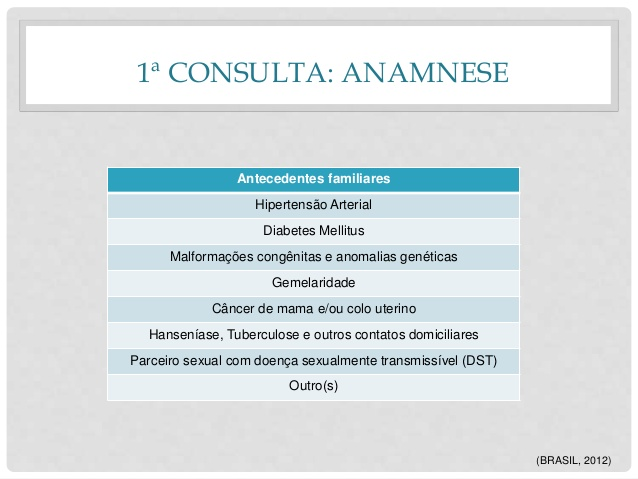 1ª CONSULTA: ANAMNESE
Antecedentes familiares
Hipertensão Arterial
Diabetes Mellitus
Malformações congênitas e anomalias genéticas
Gemelaridade
Câncer de mama e/ou colo uterino
Hanseníase, Tuberculose e outros contatos domiciliares
Parceiro sexual com doença sexualmente transmissível (DST)
Outro(s)
(BRASIL, 2012)